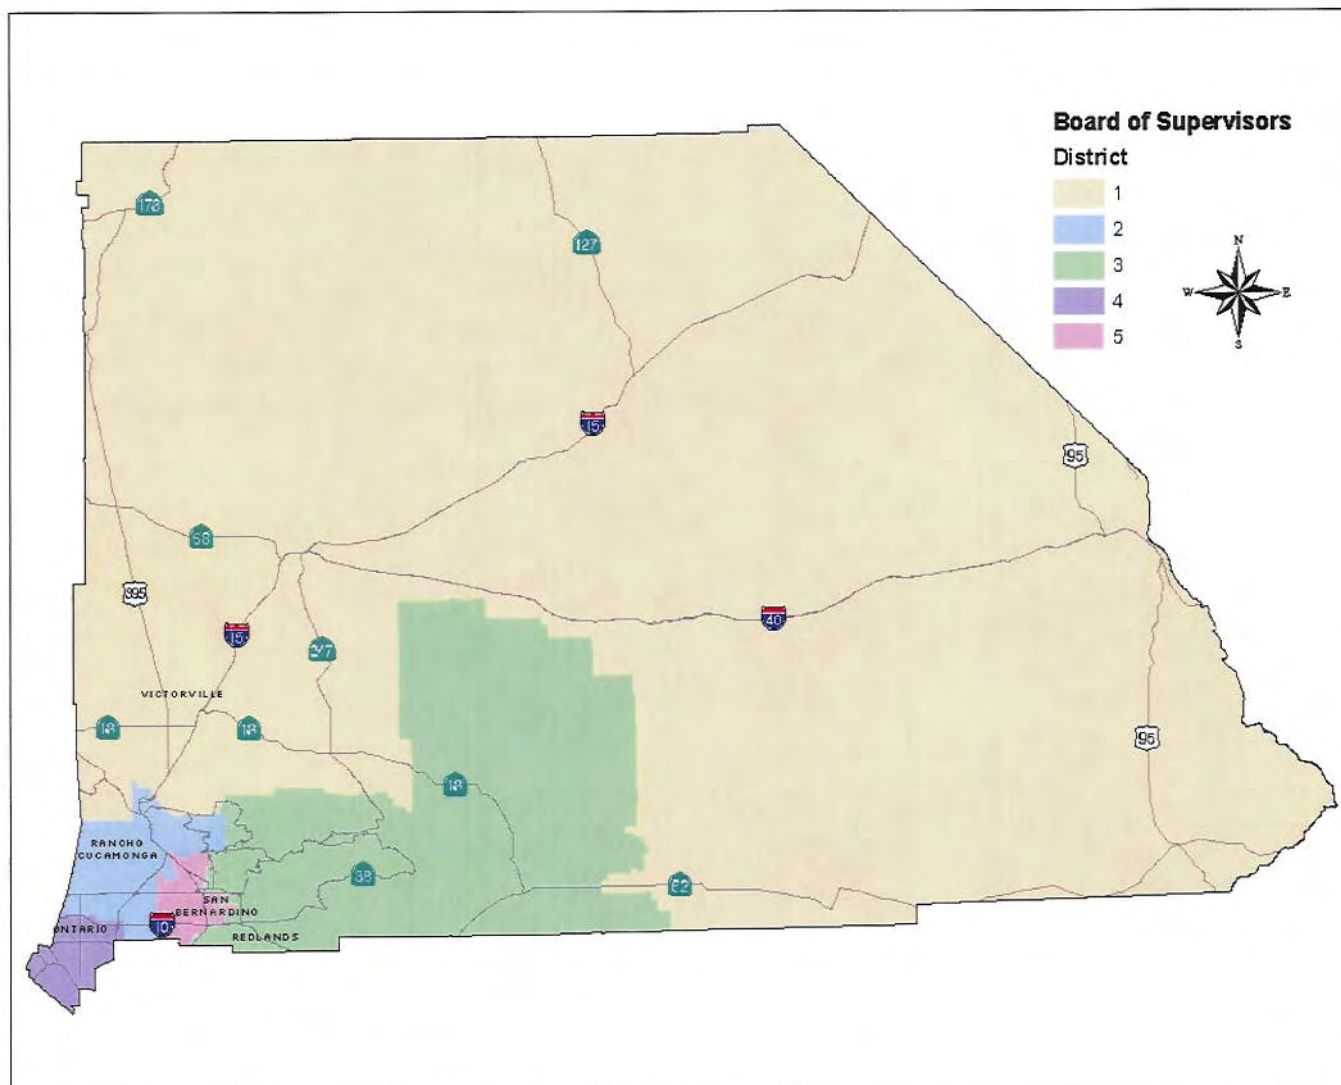 Board of Supervisors
District
1
2
3
4
5
N
W
E
S
178
127
15
95
58
395
15
247
40
VICTORVILLE
18
18
95
18
RANCHO
CUCAMONGA
38
62
SAN
BERNARDINO
10
ONTARIO
REDLANDS